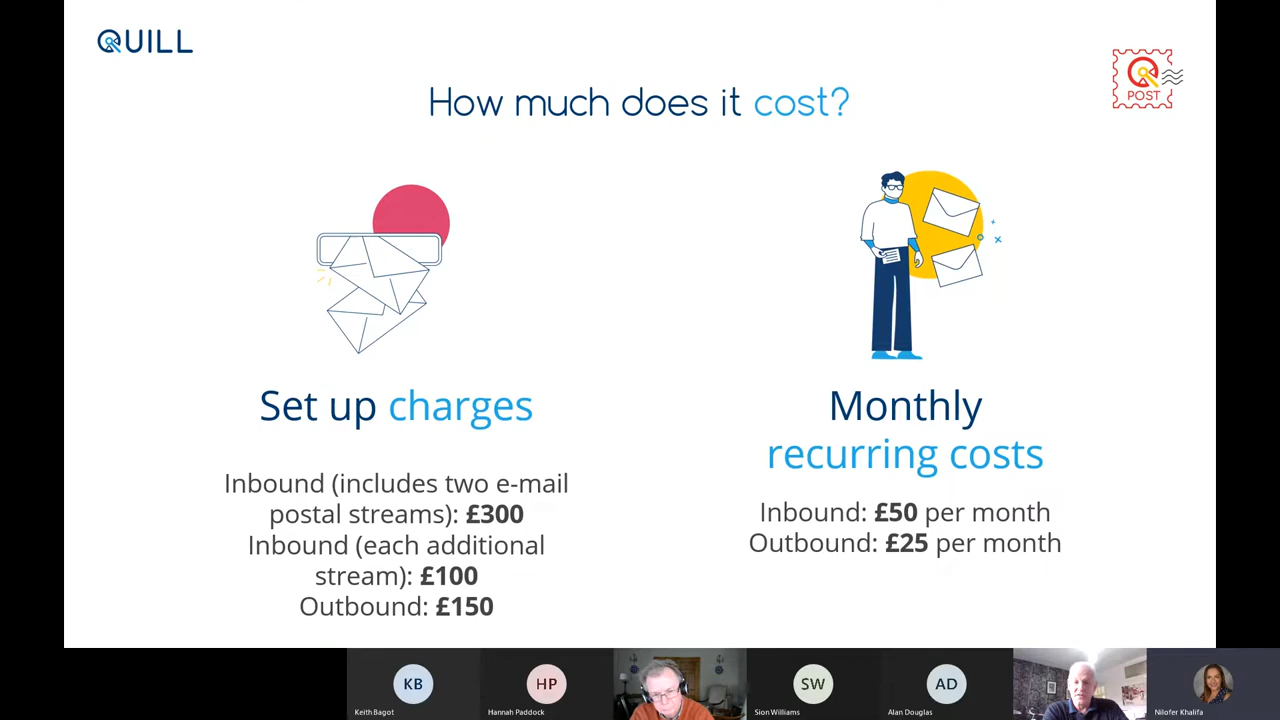 QUILL
POST
How much does it cost?
Set up charges
Inbound (includes two e-mail
postal streams): £300
Inbound (each additional
stream): £100
Outbound: £150
Monthly
recurring costs
Inbound: £50 per month
Outbound: £25 per month
KB
HP
SW
AD
Keith Bagot
Hannah Paddock
Sion Williams
Alan Douglas
Nilofer Khalifa